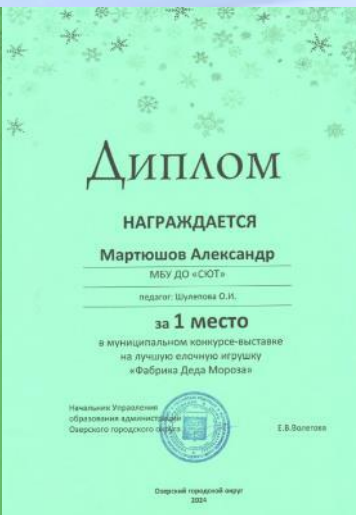 Диплом
НАГРАЖДАЕТСЯ
Мартюшов Александр
МБУ ДО «СЮТ»
педагог: Шулепова О.И.
за 1 место
в муниципальном конкурсе-выставке
на лучшую елочную игрушку
«Фабрика Деда Мороза»
Начальник Управления
образования администрации
Озерского городского округа Е.В.Волегова
Озерский городской округ
2024